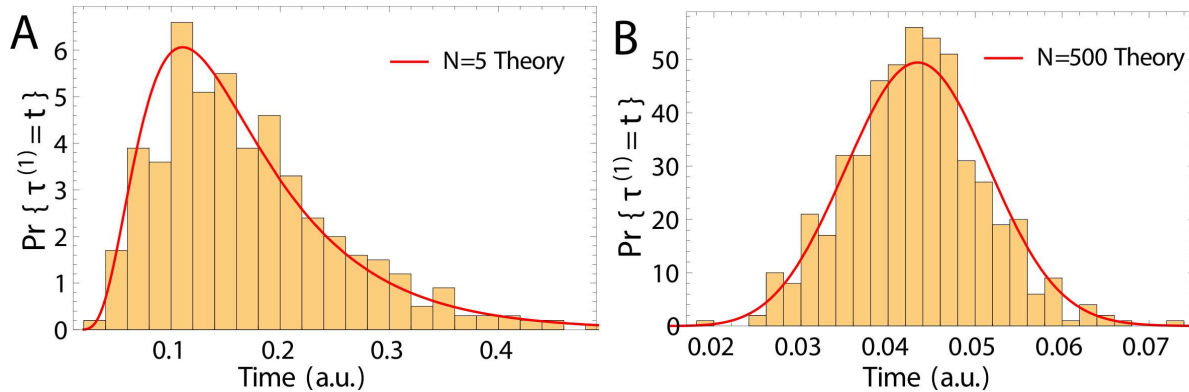 A
Pr { τ⁽¹⁾ = t }
6
5
4
3
2
1
0
N=5 Theory
0.1
0.2
0.3
0.4
Time (a.u.)
B
Pr { τ⁽¹⁾ = t }
50
40
30
20
10
0
N=500 Theory
0.02
0.03
0.04
0.05
0.06
0.07
Time (a.u.)